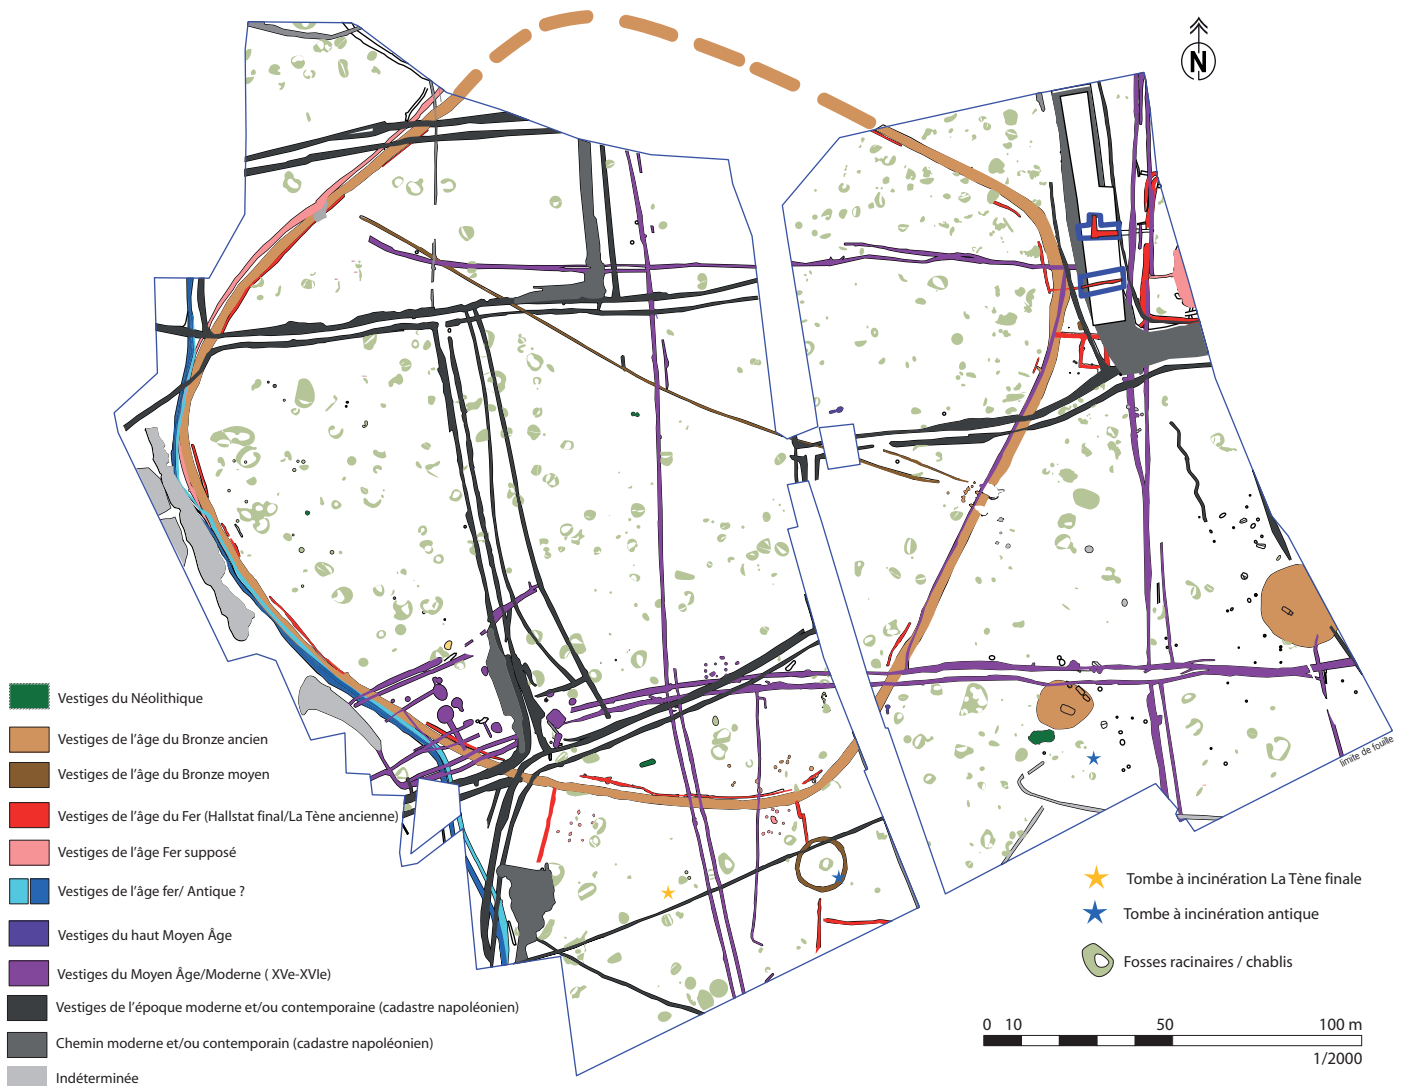 N
limite de fouille
Vestiges du Néolithique
Vestiges de l'âge du Bronze ancien
Vestiges de l'âge du Bronze moyen
Vestiges de l'âge du Fer (Hallstat final/La Tène ancienne)
Vestiges de l'âge Fer supposé
Vestiges de l'âge fer/ Antique ?
Vestiges du haut Moyen Âge
Vestiges du Moyen Âge/Moderne ( XVe-XVIe)
Vestiges de l'époque moderne et/ou contemporaine (cadastre napoléonien)
Chemin moderne et/ou contemporain (cadastre napoléonien)
Indéterminée
Tombe à incinération La Tène finale
Tombe à incinération antique
Fosses racinaires / chablis
0 10 50 100 m
1/2000